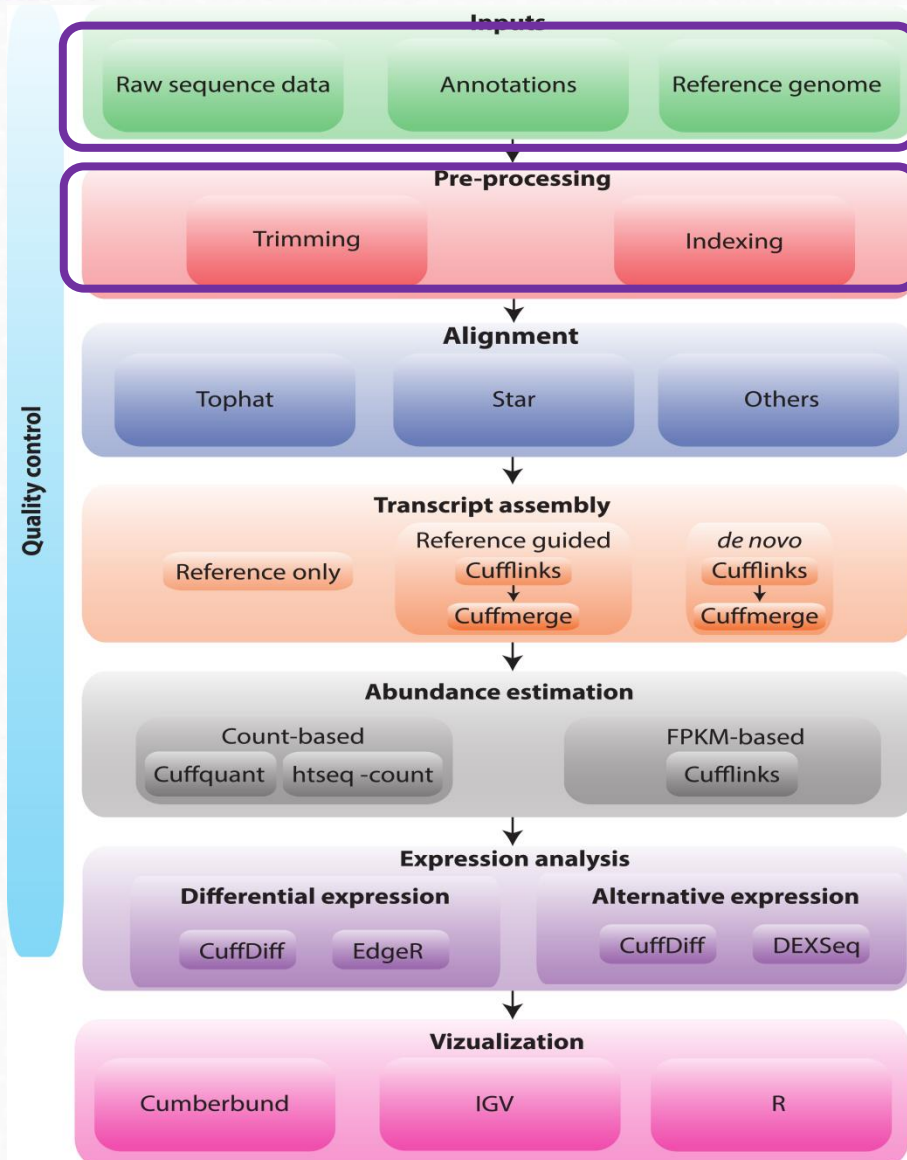 Inputs
Raw sequence data
Annotations
Reference genome
Pre-processing
Trimming
Indexing
Alignment
Tophat
Star
Others
Quality control
Transcript assembly
Reference only
Reference guided
Cufflinks
Cuffmerge
de novo
Cufflinks
Cuffmerge
Abundance estimation
Count-based
Cuffquant
htseq -count
FPKM-based
Cufflinks
Expression analysis
Differential expression
CuffDiff
EdgeR
Alternative expression
CuffDiff
DEXSeq
Vizualization
Cumberbund
IGV
R